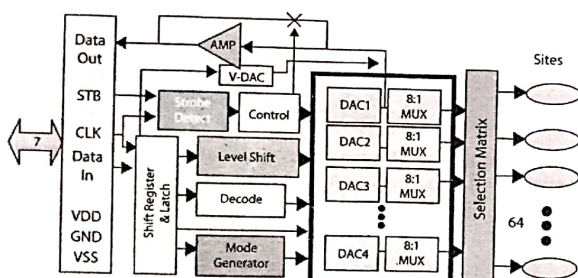 Data
Out
STB
CLK
Data
In
VDD
GND
VSS
7
AMP
V-DAC
Strobe
Detect
Control
Shift Register
& Latch
Level Shift
Decode
Mode
Generator
DAC1
8:1
MUX
DAC2
8:1
MUX
DAC3
8:1
MUX
DAC4
8:1
.MUX
Selection Matrix
Sites
64